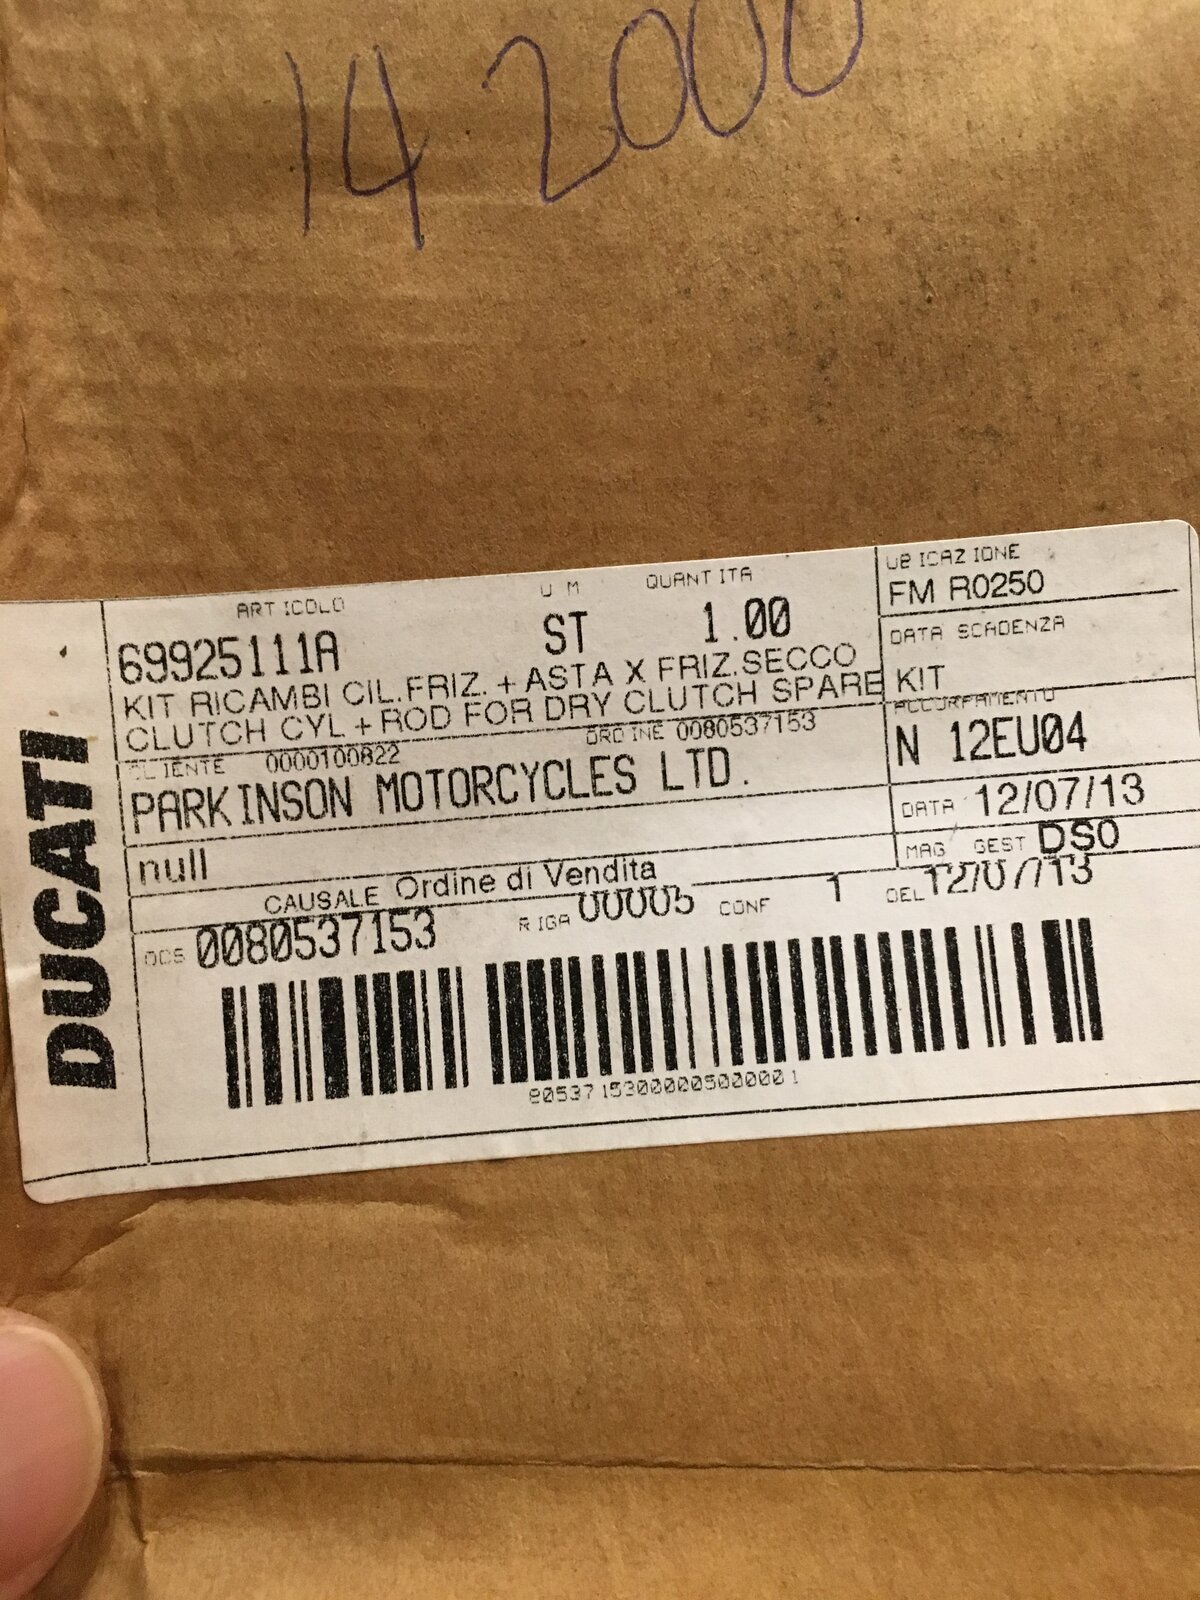 14 2000
DUCATI
ARTICOLO U M QUANTITA UBICAZIONE
69925111A ST 1.00 FM R0250
KIT RICAMBI CIL.FRIZ. + ASTA X FRIZ.SECCO DATA SCADENZA
CLUTCH CYL + ROD FOR DRY CLUTCH SPARE KIT
CLIENTE 0000100822 ORDINE 0080537153 ACCORPAMENTO
PARKINSON MOTORCYCLES LTD. N 12EU04
DATA 12/07/13
null MAG GEST DS0
CAUSALE Ordine di Vendita
OCS 0080537153 RIGA 00005 CONF 1 DEL 12/07/13
80537153000005000001